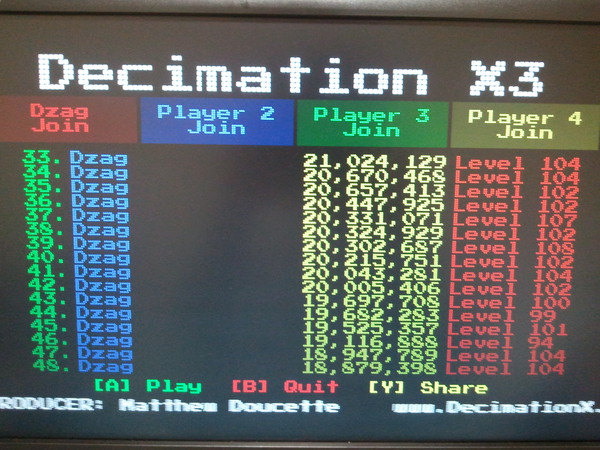 Decimation X3
Dzag Player 2 Player 3 Player 4
Join Join Join Join
33. Dzag 21,024,129 Level 104
34. Dzag 20,670,468 Level 104
35. Dzag 20,657,413 Level 102
36. Dzag 20,447,925 Level 102
37. Dzag 20,331,071 Level 107
38. Dzag 20,324,929 Level 102
39. Dzag 20,302,687 Level 108
40. Dzag 20,215,751 Level 102
41. Dzag 20,043,281 Level 104
42. Dzag 20,005,406 Level 102
43. Dzag 19,697,708 Level 100
44. Dzag 19,682,283 Level 99
45. Dzag 19,525,357 Level 101
46. Dzag 19,116,898 Level 94
47. Dzag 18,947,789 Level 104
48. Dzag 18,879,398 Level 104
[A] Play [B] Quit [Y] Share
RODUCER: Matthew Doucette www.DecimationX.